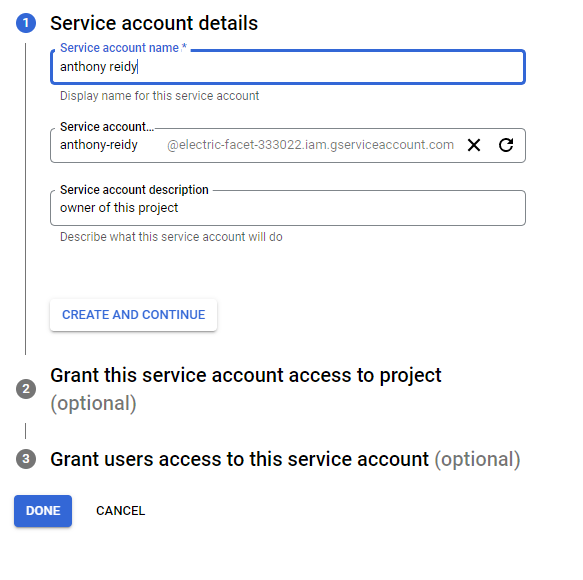 1 Service account details
Service account name *
anthony reidy
Display name for this service account
Service account...
anthony-reidy @electric-facet-333022.iam.gserviceaccount.com
Service account description
owner of this project
Describe what this service account will do
CREATE AND CONTINUE
2 Grant this service account access to project
(optional)
3 Grant users access to this service account (optional)
DONE CANCEL